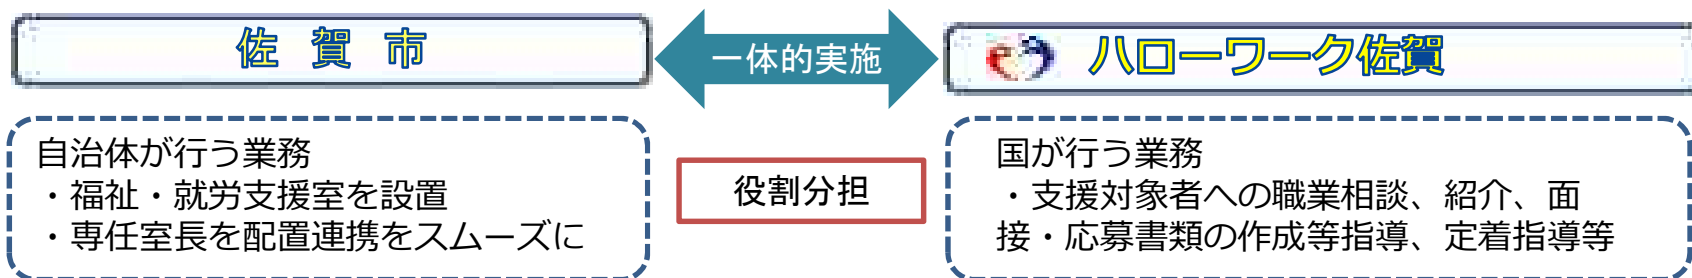 佐賀市
一体的実施
ハローワーク佐賀
自治体が行う業務
・福祉・就労支援室を設置
・専任室長を配置連携をスムーズに
役割分担
国が行う業務
・支援対象者への職業相談、紹介、面
接・応募書類の作成等指導、定着指導等